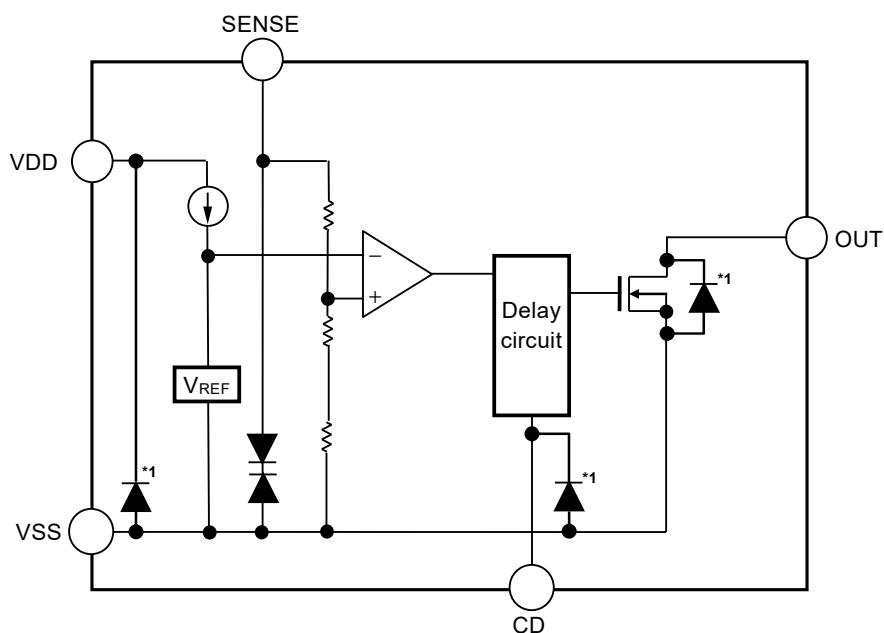 SENSE
VDD
OUT
−
*1
+
Delay
circuit
VREF
*1
*1
VSS
CD